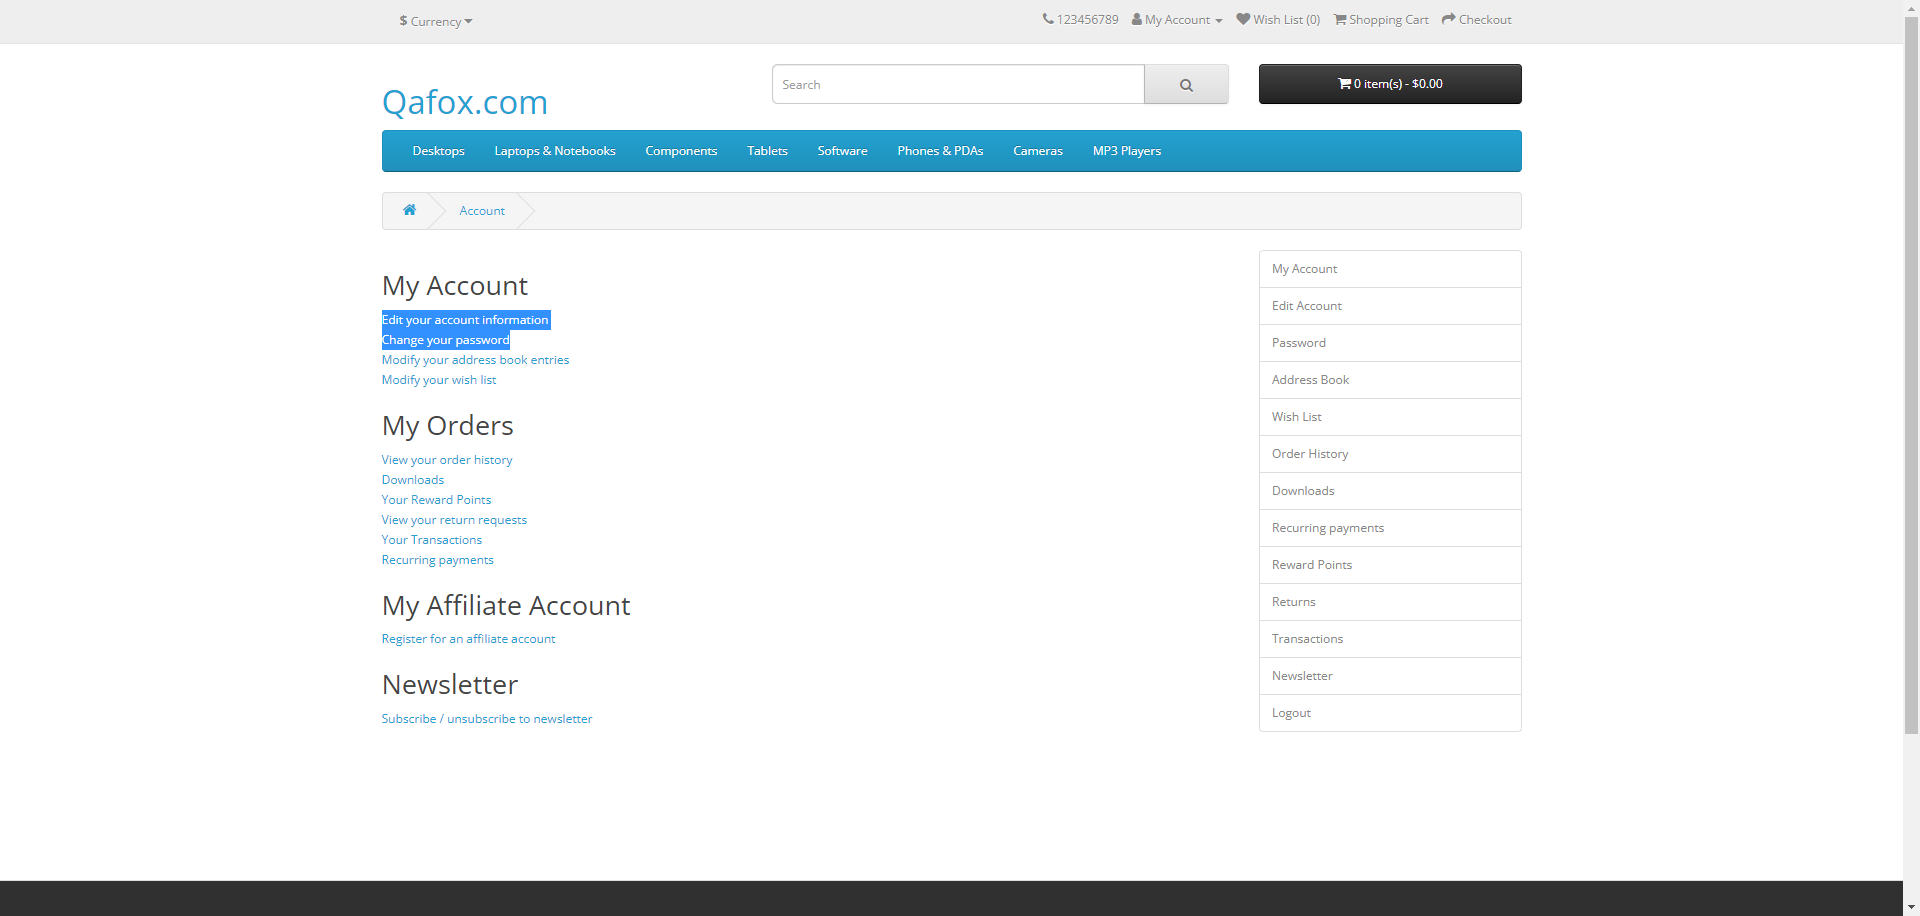 $ Currency
123456789 My Account Wish List (0) Shopping Cart Checkout
Qafox.com
Search
0 item(s) - $0.00
Desktops Laptops & Notebooks Components Tablets Software Phones & PDAs Cameras MP3 Players
Account
My Account
Edit your account information
Change your password
Modify your address book entries
Modify your wish list
My Orders
View your order history
Downloads
Your Reward Points
View your return requests
Your Transactions
Recurring payments
My Affiliate Account
Register for an affiliate account
Newsletter
Subscribe / unsubscribe to newsletter
My Account
Edit Account
Password
Address Book
Wish List
Order History
Downloads
Recurring payments
Reward Points
Returns
Transactions
Newsletter
Logout